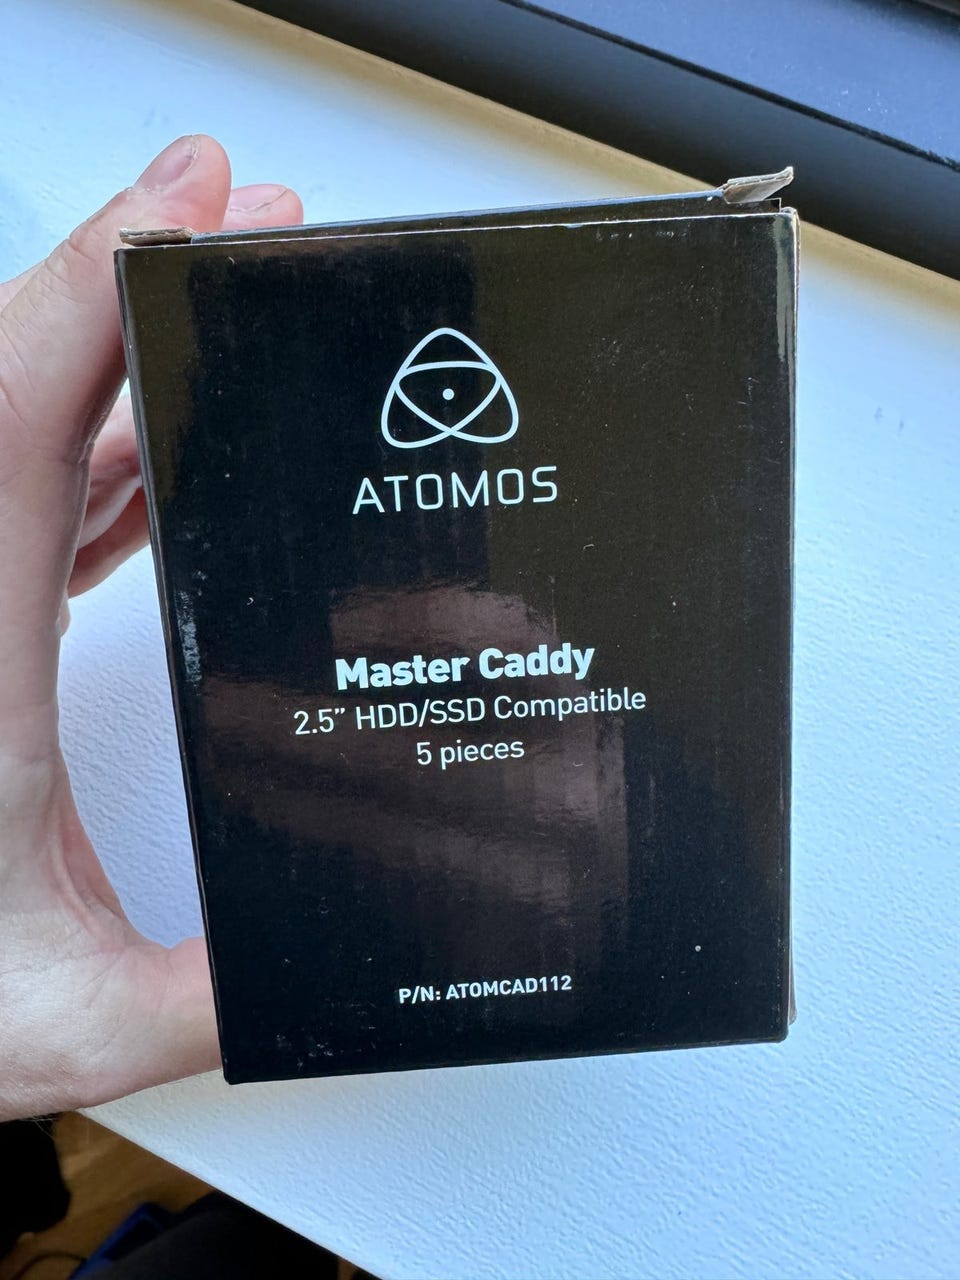 ATOMOS
Master Caddy
2.5” HDD/SSD Compatible
5 pieces
P/N: ATOMCAD112